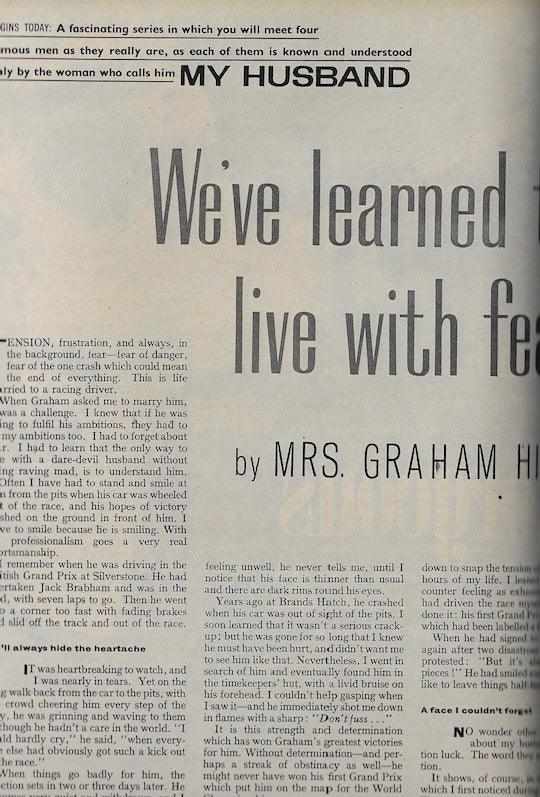 GINS TODAY: A fascinating series in which you will meet four
mous men as they really are, as each of them is known and understood
ly by the woman who calls him MY HUSBAND
We've learned
live with fea
by MRS. GRAHAM HI
ENSION, frustration, and always, in
the background, fear—fear of danger,
fear of the one crash which could mean
the end of everything. This is life
rried to a racing driver.
When Graham asked me to marry him,
was a challenge. I knew that if he was
ing to fulfil his ambitions, they had to
my ambitions too. I had to forget about
r. I had to learn that the only way to
e with a dare-devil husband without
ing raving mad, is to understand him.
Often I have had to stand and smile at
n from the pits when his car was wheeled
t of the race, and his hopes of victory
shed on the ground in front of him. I
ve to smile because he is smiling. With
professionalism goes a very real
ortsmanship.
I remember when he was driving in the
itish Grand Prix at Silverstone. He had
ertaken Jack Brabham and was in the
d, with seven laps to go. Then he went
o a corner too fast with fading brakes
d slid off the track and out of the race.
'll always hide the heartache
IT was heartbreaking to watch, and
I was nearly in tears. Yet on the
g walk back from the car to the pits, with
crowd cheering him every step of the
y, he was grinning and waving to them
though he hadn't a care in the world. "I
ld hardly cry," he said, "when every-
e else had obviously got such a kick out
the race."
When things go badly for him, the
ction sets in two or three days later. He
feeling unwell, he never tells me, until I
notice that his face is thinner than usual
and there are dark rims round his eyes.
Years ago at Brands Hatch, he crashed
when his car was out of sight of the pits. I
soon learned that it wasn't a serious crack-
up; but he was gone for so long that I knew
he must have been hurt, and didn't want me
to see him like that. Nevertheless, I went in
search of him and eventually found him in
the timekeepers' hut, with a livid bruise on
his forehead. I couldn't help gasping when
I saw it—and he immediately shot me down
in flames with a sharp: "Don't fuss . . ."
It is this strength and determination
which has won Graham's greatest victories
for him. Without determination—and per-
haps a streak of obstinacy as well—he
might never have won his first Grand Prix
which put him on the map for the World
down to snap the tension
hours of my life. I
counter feeling as
had driven the race
done it: his first Grand
which had been labelled
When he had signed
again after two
protested: "But it's
pieces!" He had smiled
like to leave things
A face I couldn't forget
NO wonder
about my
tion luck. The word
tion.
It shows, of course, in
which I first noticed